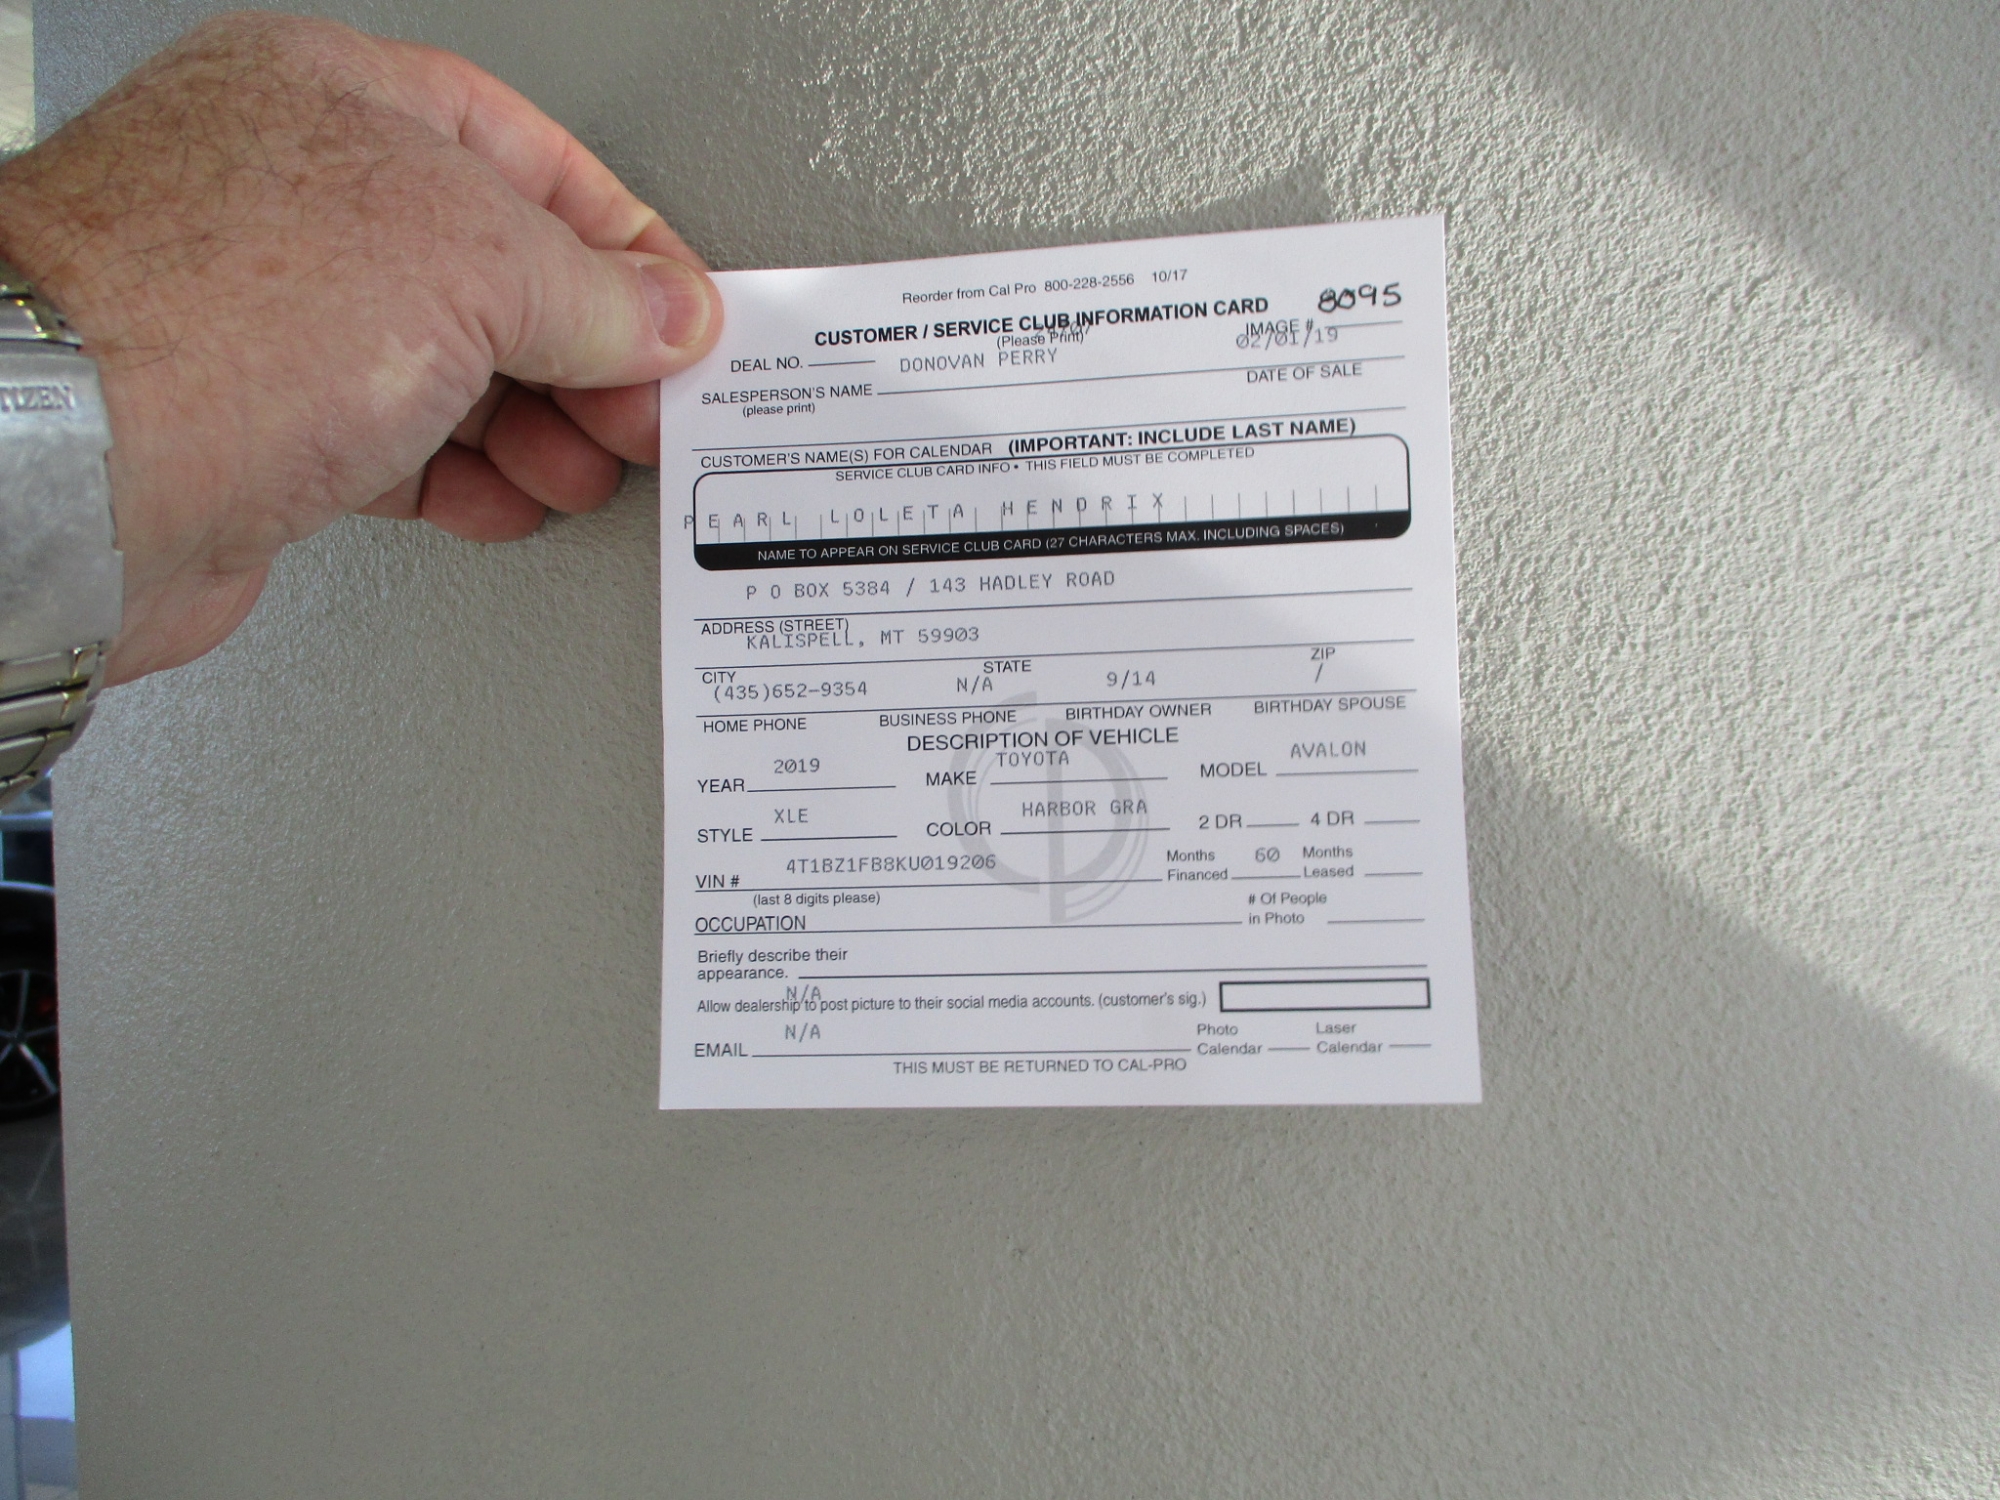 TIZEN
Reorder from Cal Pro 800-228-2556 10/17
8095
CUSTOMER / SERVICE CLUB INFORMATION CARD
(Please Print)
IMAGE #
02/01/19
DEAL NO.
DONOVAN PERRY
SALESPERSON'S NAME
DATE OF SALE
(please print)
CUSTOMER'S NAME(S) FOR CALENDAR (IMPORTANT: INCLUDE LAST NAME)
SERVICE CLUB CARD INFO • THIS FIELD MUST BE COMPLETED
PEARL LOLETA HENDRIX
NAME TO APPEAR ON SERVICE CLUB CARD (27 CHARACTERS MAX. INCLUDING SPACES)
P O BOX 5384 / 143 HADLEY ROAD
ADDRESS (STREET)
KALISPELL, MT 59903
CITY STATE ZIP
(435)652-9354 N/A 9/14 /
HOME PHONE BUSINESS PHONE BIRTHDAY OWNER BIRTHDAY SPOUSE
DESCRIPTION OF VEHICLE
YEAR 2019 MAKE TOYOTA MODEL AVALON
STYLE XLE COLOR HARBOR GRA 2 DR 4 DR
VIN # 4T1BZ1FB8KU019206 Months Financed 60 Months Leased
(last 8 digits please)
OCCUPATION # Of People in Photo
Briefly describe their
appearance.
N/A
Allow dealership to post picture to their social media accounts. (customer's sig.)
EMAIL N/A Photo Calendar Laser Calendar
THIS MUST BE RETURNED TO CAL-PRO